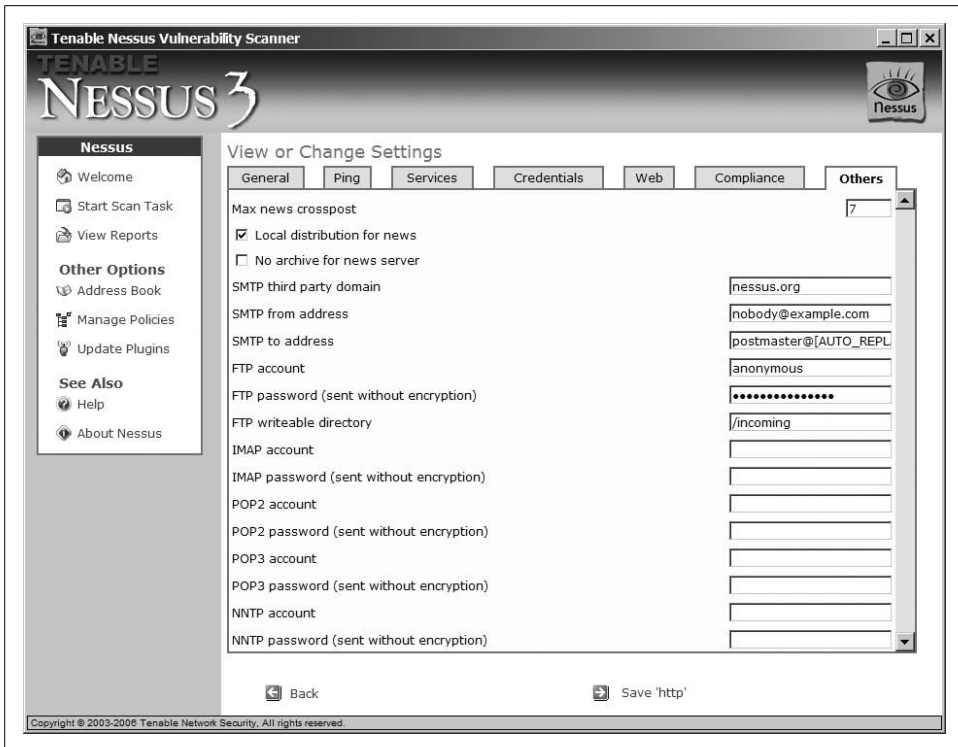 Tenable Nessus Vulnerability Scanner
TENABLE
NESSUS 3
Nessus
Nessus
Welcome
Start Scan Task
View Reports
Other Options
Address Book
Manage Policies
Update Plugins
See Also
Help
About Nessus
View or Change Settings
General Ping Services Credentials Web Compliance Others
Max news crosspost 7
Local distribution for news
No archive for news server
SMTP third party domain nessus.org
SMTP from address nobody@example.com
SMTP to address postmaster@[AUTO_REPL
FTP account anonymous
FTP password (sent without encryption) •••••••••••••••
FTP writeable directory /incoming
IMAP account
IMAP password (sent without encryption)
POP2 account
POP2 password (sent without encryption)
POP3 account
POP3 password (sent without encryption)
NNTP account
NNTP password (sent without encryption)
Back Save 'http'
Copyright © 2003-2006 Tenable Network Security, All rights reserved.